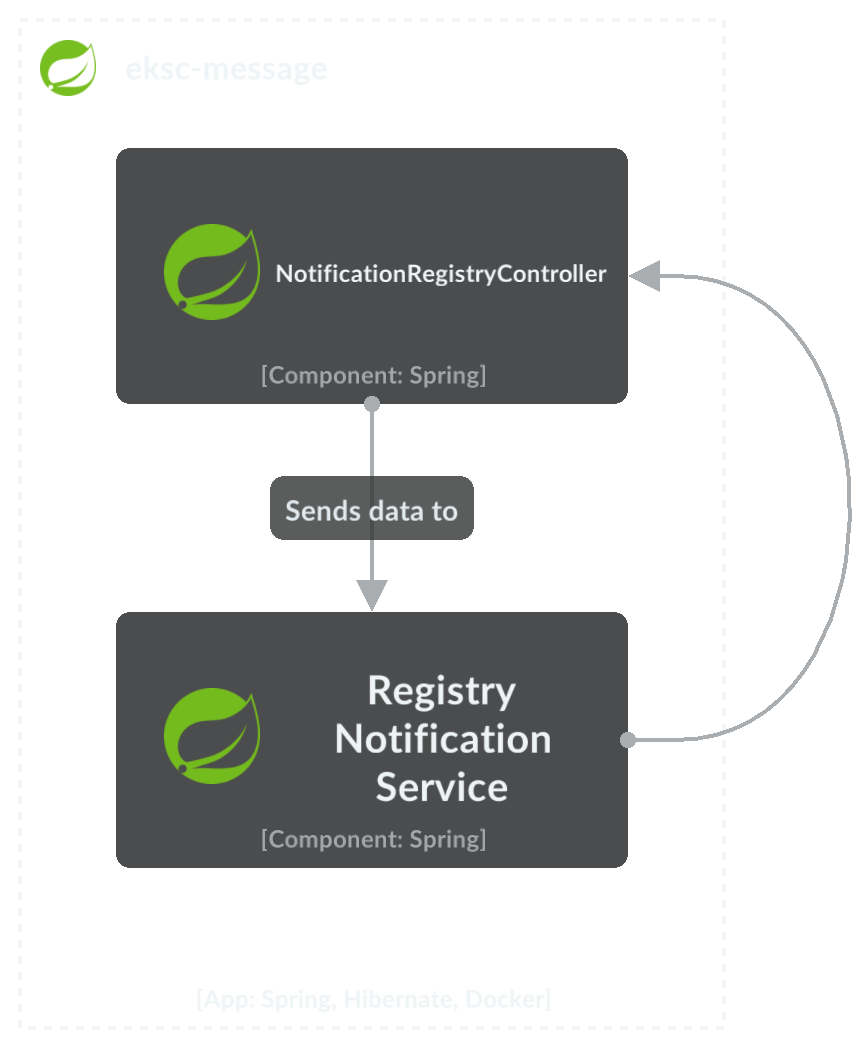 eksc-message
NotificationRegistryController
[Component: Spring]
Sends data to
Registry
Notification
Service
[Component: Spring]
[App: Spring, Hibernate, Docker]